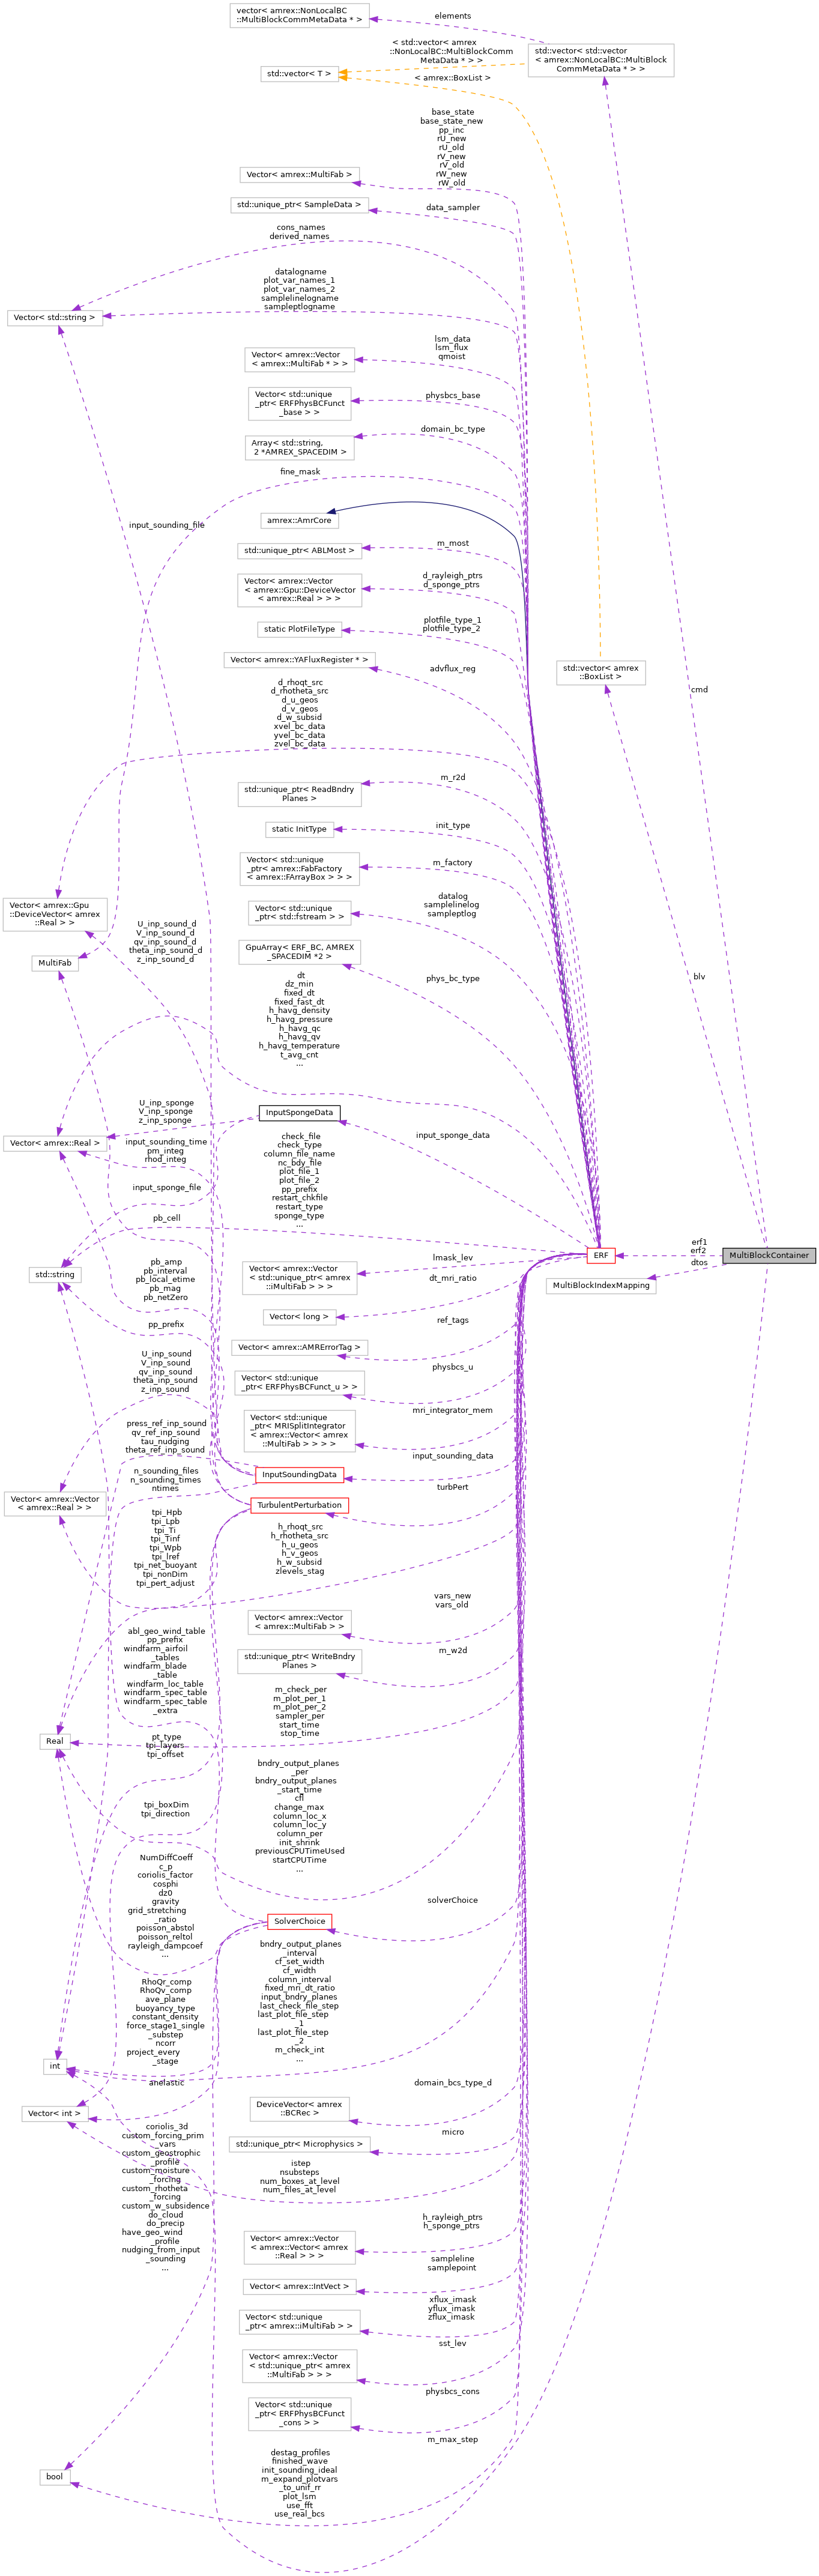 vector< amrex::NonLocalBC
::MultiBlockCommMetaData * >
elements
std::vector< std::vector
< amrex::NonLocalBC::MultiBlock
CommMetaData * > >
< std::vector< amrex
::NonLocalBC::MultiBlockComm
MetaData * > >
std::vector< T >
< amrex::BoxList >
base_state
base_state_new
pp_inc
rU_new
rU_old
rV_new
rV_old
rW_new
rW_old
Vector< amrex::MultiFab >
std::unique_ptr< SampleData >
data_sampler
cons_names
derived_names
datalogname
plot_var_names_1
plot_var_names_2
samplelinelogname
sampleptlogname
Vector< std::string >
lsm_data
lsm_flux
qmoist
Vector< amrex::Vector
< amrex::MultiFab * > >
Vector< std::unique
_ptr< ERFPhysBCFunct
_base > >
physbcs_base
domain_bc_type
Array< std::string,
2 *AMREX_SPACEDIM >
fine_mask
amrex::AmrCore
input_sounding_file
m_most
std::unique_ptr< ABLMost >
d_rayleigh_ptrs
d_sponge_ptrs
Vector< amrex::Vector
< amrex::Gpu::DeviceVector
< amrex::Real > > >
plotfile_type_1
plotfile_type_2
static PlotFileType
Vector< amrex::YAFluxRegister * >
advflux_reg
std::vector< amrex
::BoxList >
cmd
d_rhoqt_src
d_rhotheta_src
d_u_geos
d_v_geos
d_w_subsid
xvel_bc_data
yvel_bc_data
zvel_bc_data
m_r2d
std::unique_ptr< ReadBndry
Planes >
static InitType
init_type
Vector< std::unique
_ptr< amrex::FabFactory
< amrex::FArrayBox > > >
m_factory
Vector< amrex::Gpu
::DeviceVector< amrex
::Real > >
Vector< std::unique
_ptr< std::fstream > >
datalog
samplelinelog
sampleptlog
U_inp_sound_d
V_inp_sound_d
qv_inp_sound_d
theta_inp_sound_d
z_inp_sound_d
MultiFab
GpuArray< ERF_BC, AMREX
_SPACEDIM *2 >
phys_bc_type
blv
dt
dz_min
fixed_dt
fixed_fast_dt
h_havg_density
h_havg_pressure
h_havg_qc
h_havg_qv
h_havg_temperature
t_avg_cnt
...
U_inp_sponge
V_inp_sponge
z_inp_sponge
InputSpongeData
input_sponge_data
Vector< amrex::Real >
input_sounding_time
pm_integ
rhod_integ
check_file
check_type
column_file_name
nc_bdy_file
plot_file_1
plot_file_2
pp_prefix
restart_chkfile
restart_type
sponge_type
...
input_sponge_file
pb_cell
ERF
erf1
erf2
MultiBlockContainer
dtos
MultiBlockIndexMapping
std::string
pb_amp
pb_interval
pb_local_etime
pb_mag
pb_netZero
lmask_lev
Vector< amrex::Vector
< std::unique_ptr< amrex
::iMultiFab > > >
dt_mri_ratio
Vector< long >
pp_prefix
ref_tags
Vector< amrex::AMRErrorTag >
U_inp_sound
V_inp_sound
qv_inp_sound
theta_inp_sound
z_inp_sound
physbcs_u
Vector< std::unique
_ptr< ERFPhysBCFunct_u > >
mri_integrator_mem
Vector< std::unique
_ptr< MRISplitIntegrator
< amrex::Vector< amrex
::MultiFab > > > >
press_ref_inp_sound
qv_ref_inp_sound
tau_nudging
theta_ref_inp_sound
input_sounding_data
InputSoundingData
n_sounding_files
n_sounding_times
ntimes
turbPert
TurbulentPerturbation
Vector< amrex::Vector
< amrex::Real > >
tpi_Hpb
tpi_Lpb
tpi_Ti
tpi_Tinf
tpi_Wpb
tpi_lref
tpi_net_buoyant
tpi_nonDim
tpi_pert_adjust
h_rhoqt_src
h_rhotheta_src
h_u_geos
h_v_geos
h_w_subsid
zlevels_stag
vars_new
vars_old
Vector< amrex::Vector
< amrex::MultiFab > >
abl_geo_wind_table
pp_prefix
windfarm_airfoil
_tables
windfarm_blade
_table
windfarm_loc_table
windfarm_spec_table
windfarm_spec_table
_extra
m_w2d
std::unique_ptr< WriteBndry
Planes >
m_check_per
m_plot_per_1
m_plot_per_2
sampler_per
start_time
stop_time
Real
pt_type
tpi_layers
tpi_offset
bndry_output_planes
_per
bndry_output_planes
_start_time
cfl
change_max
column_loc_x
column_loc_y
column_per
init_shrink
previousCPUTimeUsed
startCPUTime
...
tpi_boxDim
tpi_direction
NumDiffCoeff
c_p
coriolis_factor
cosphi
dz0
gravity
grid_stretching
_ratio
poisson_abstol
poisson_reltol
rayleigh_dampcoef
...
solverChoice
SolverChoice
bndry_output_planes
_interval
cf_set_width
cf_width
column_interval
fixed_mri_dt_ratio
input_bndry_planes
last_check_file_step
last_plot_file_step
_1
last_plot_file_step
_2
m_check_int
...
RhoQr_comp
RhoQv_comp
ave_plane
buoyancy_type
constant_density
force_stage1_single
_substep
ncorr
project_every
_stage
int
anelastic
domain_bcs_type_d
DeviceVector< amrex
::BCRec >
Vector< int >
micro
std::unique_ptr< Microphysics >
coriolis_3d
custom_forcing_prim
_vars
custom_geostrophic
_profile
custom_moisture
_forcing
custom_rhotheta
_forcing
custom_w_subsidence
do_cloud
do_precip
have_geo_wind
_profile
nudging_from_input
_sounding
...
istep
nsubsteps
num_boxes_at_level
num_files_at_level
h_rayleigh_ptrs
h_sponge_ptrs
Vector< amrex::Vector
< amrex::Vector< amrex
::Real > > >
sampleline
samplepoint
Vector< amrex::IntVect >
xflux_imask
yflux_imask
zflux_imask
Vector< std::unique
_ptr< amrex::iMultiFab > >
sst_lev
Vector< amrex::Vector
< std::unique_ptr< amrex
::MultiFab > > >
physbcs_cons
Vector< std::unique
_ptr< ERFPhysBCFunct
_cons > >
m_max_step
bool
destag_profiles
finished_wave
init_sounding_ideal
m_expand_plotvars
_to_unif_rr
plot_lsm
use_fft
use_real_bcs